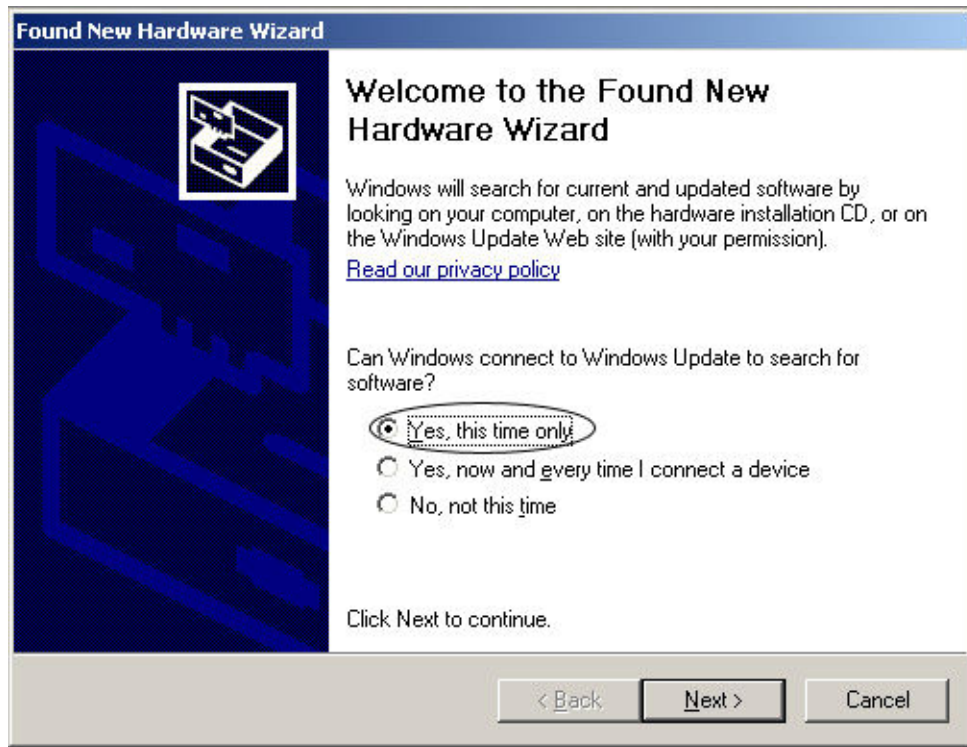 Found New Hardware Wizard
Welcome to the Found New
Hardware Wizard
Windows will search for current and updated software by
looking on your computer, on the hardware installation CD, or on
the Windows Update Web site (with your permission).
Read our privacy policy
Can Windows connect to Windows Update to search for
software?
Yes, this time only
Yes, now and every time I connect a device
No, not this time
Click Next to continue.
< Back
Next >
Cancel